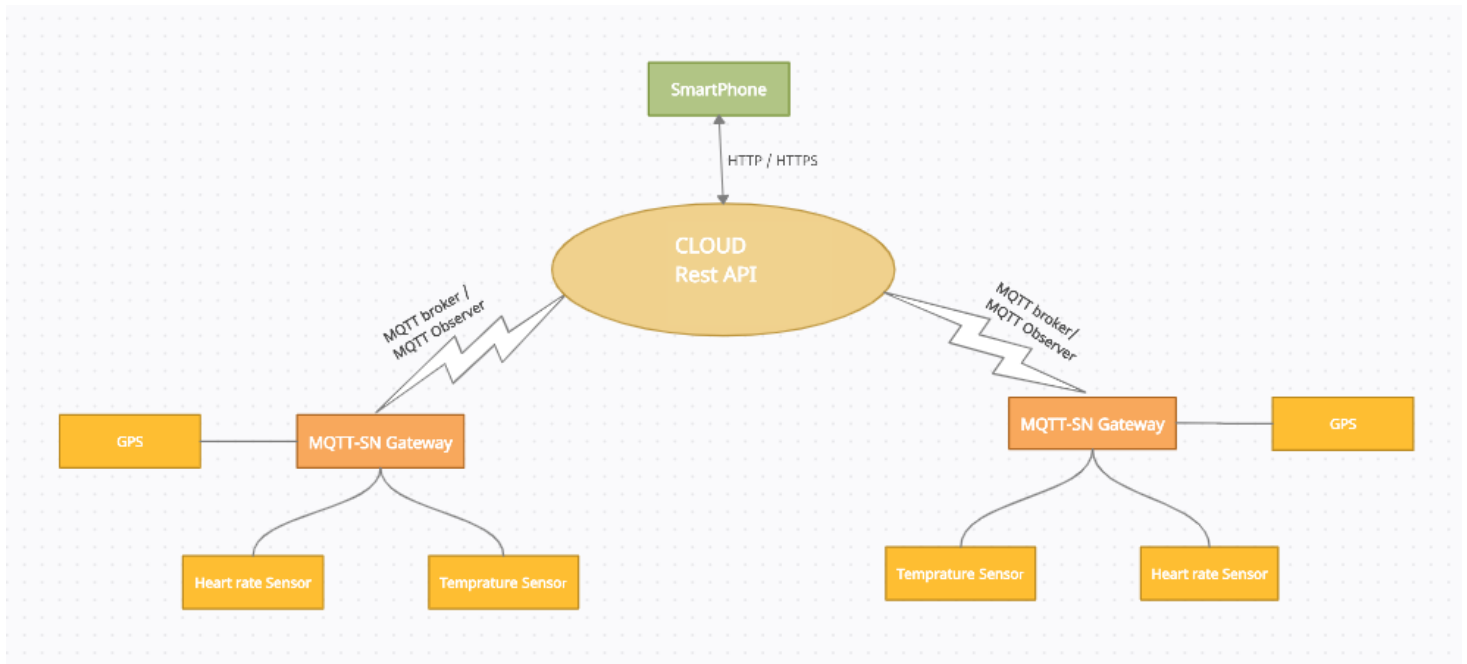 SmartPhone
HTTP / HTTPS
CLOUD
Rest API
MQTT broker /
MQTT Observer
MQTT broker/
MQTT Observer
GPS
MQTT-SN Gateway
MQTT-SN Gateway
GPS
Heart rate Sensor
Temprature Sensor
Temprature Sensor
Heart rate Sensor